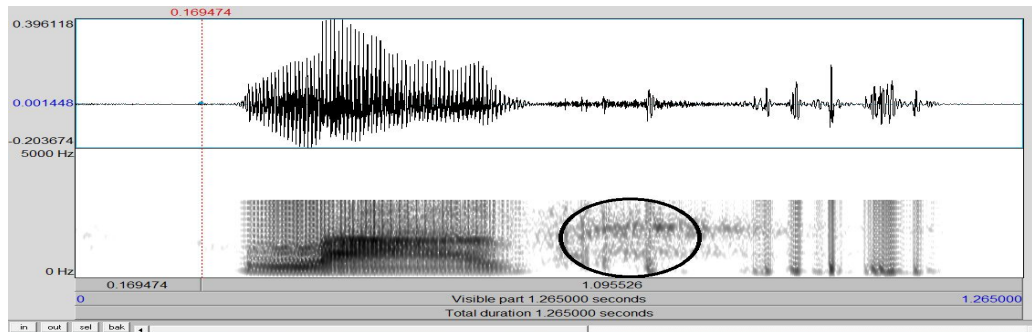 0.169474
0.396118
0.001448
-0.203674
5000 Hz
0 Hz
0.169474 1.095526
0 Visible part 1.265000 seconds 1.265000
Total duration 1.265000 seconds
in out sel bak